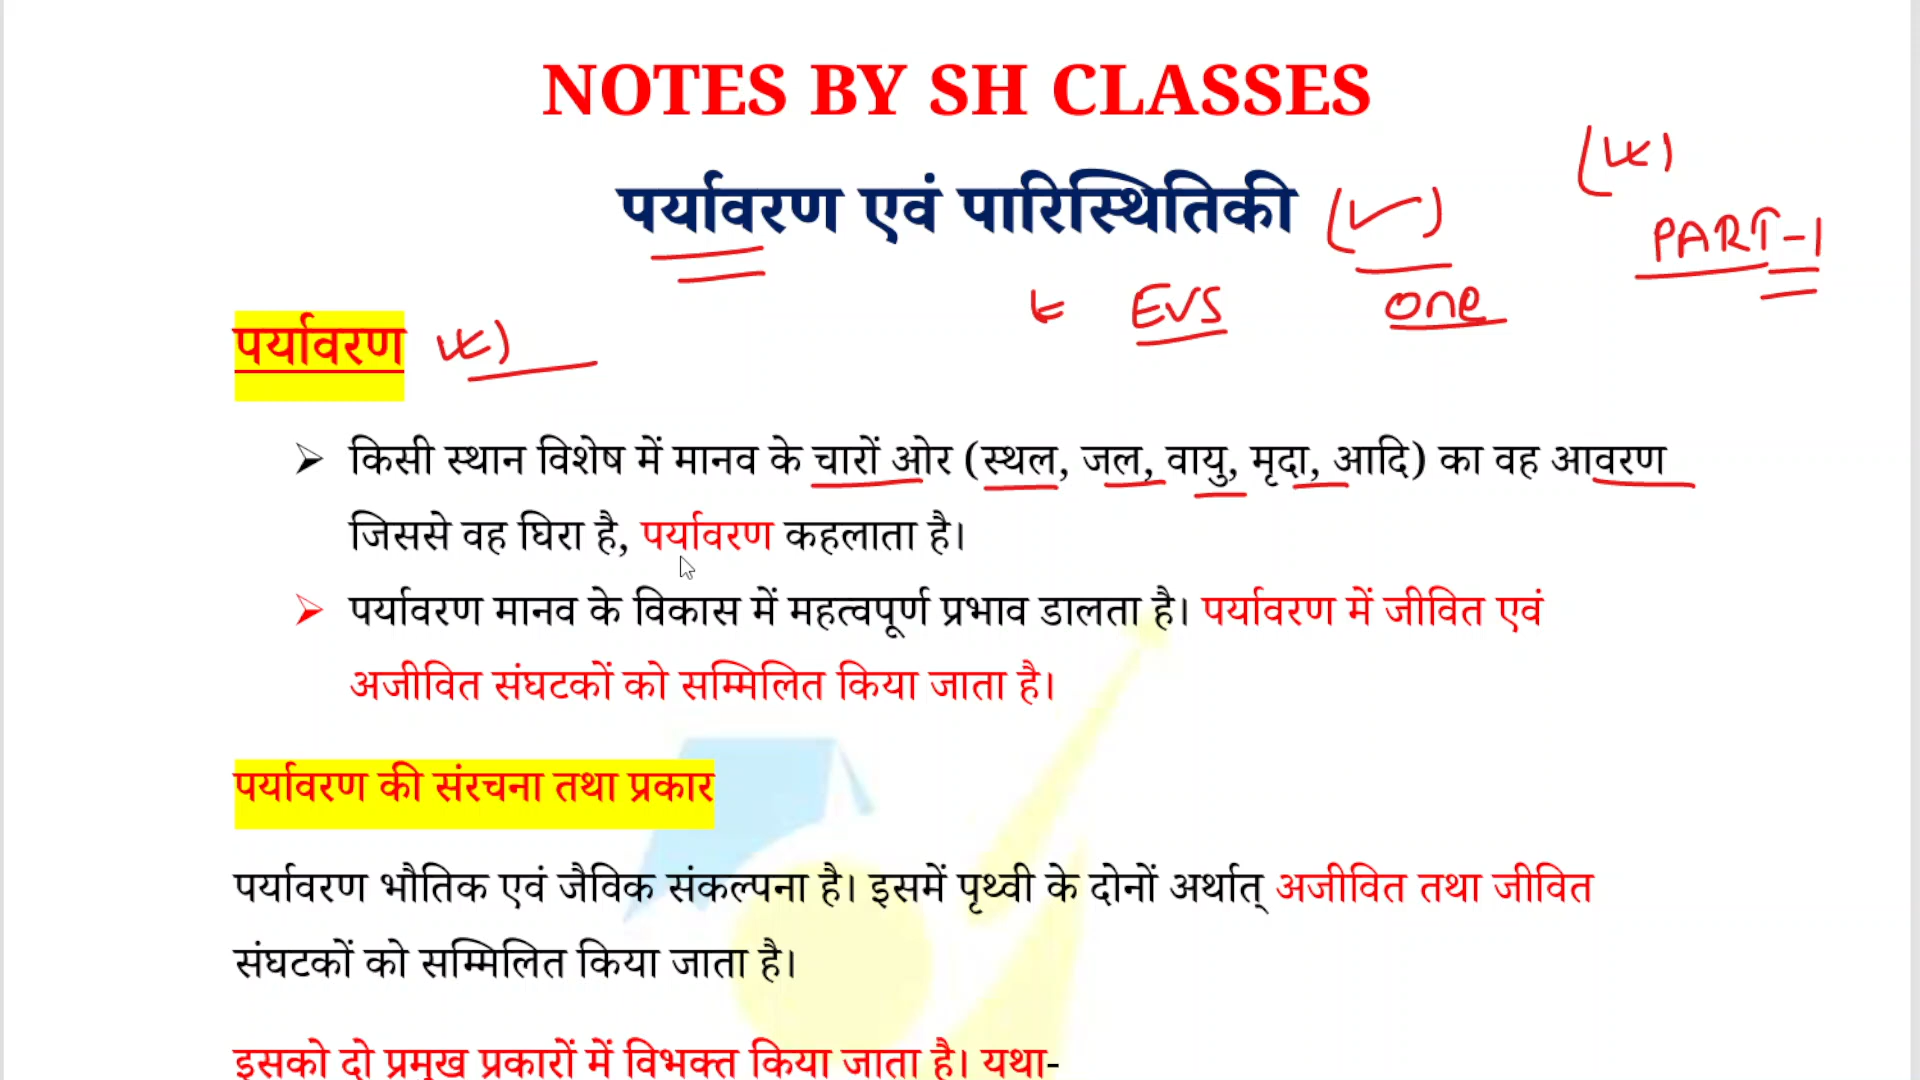 NOTES BY SH CLASSES
पर्यावरण एवं पारिस्थितिकी
PART-1
EVS one
पर्यावरण
➢ किसी स्थान विशेष में मानव के चारों ओर (स्थल, जल, वायु, मृदा, आदि) का वह आवरण
जिससे वह घिरा है, पर्यावरण कहलाता है।
➢ पर्यावरण मानव के विकास में महत्वपूर्ण प्रभाव डालता है। पर्यावरण में जीवित एवं
अजीवित संघटकों को सम्मिलित किया जाता है।
पर्यावरण की संरचना तथा प्रकार
पर्यावरण भौतिक एवं जैविक संकल्पना है। इसमें पृथ्वी के दोनों अर्थात् अजीवित तथा जीवित
संघटकों को सम्मिलित किया जाता है।
इसको दो प्रमुख प्रकारों में विभक्त किया जाता है। यथा-